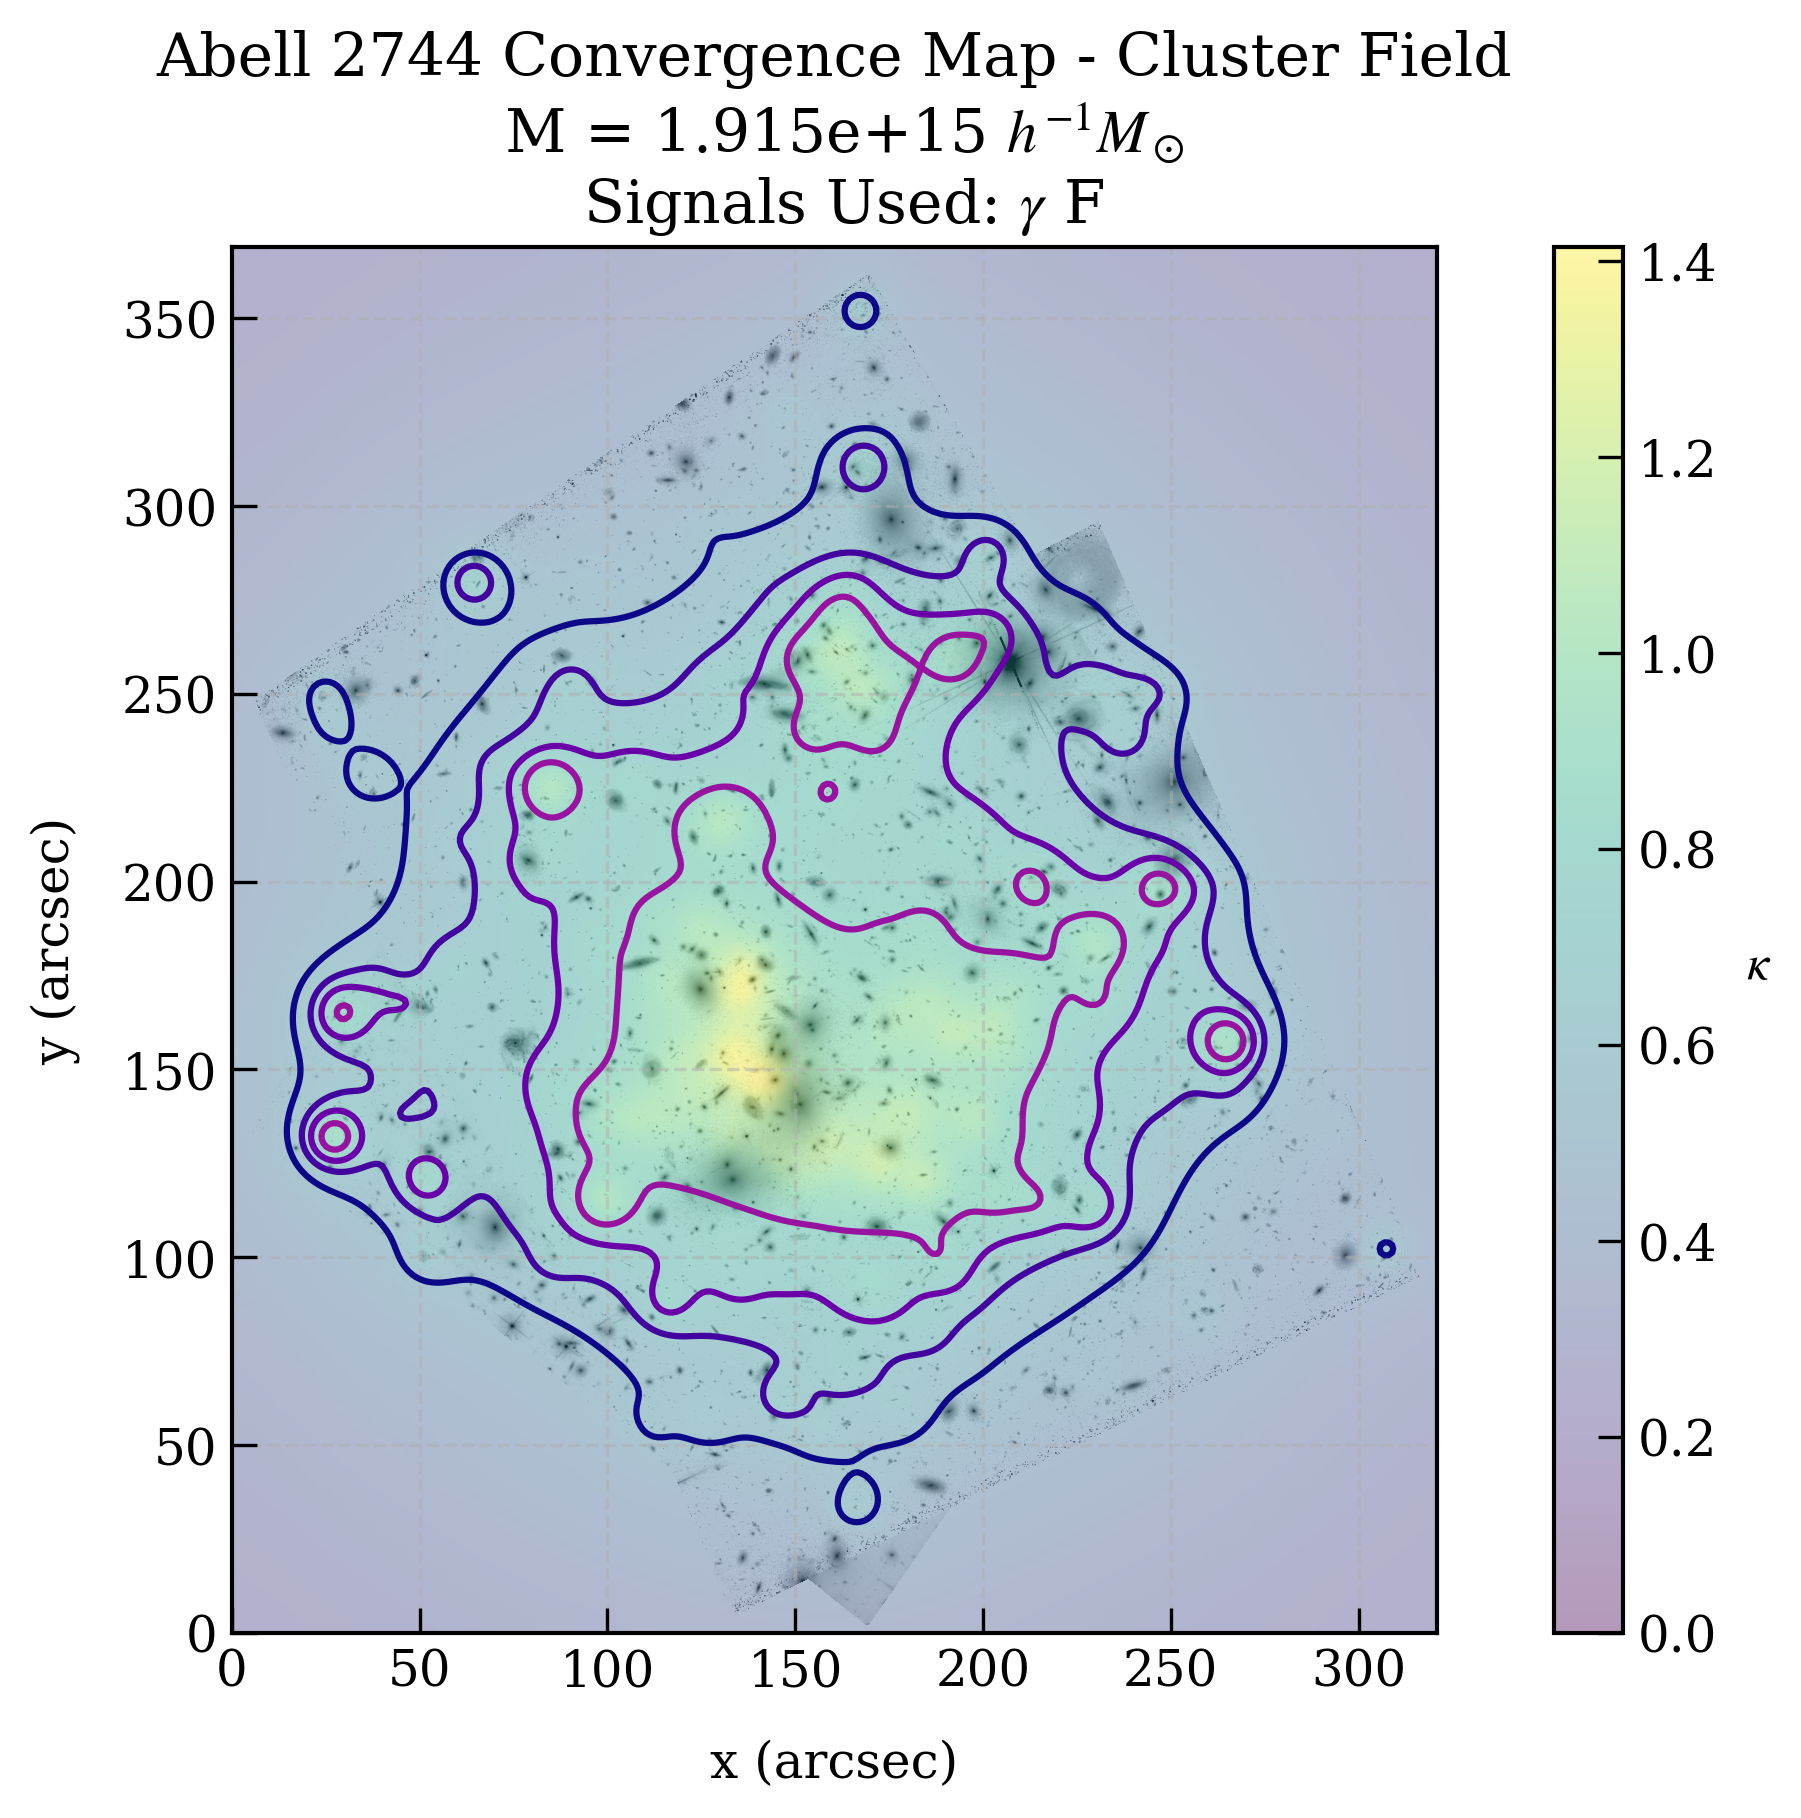 Abell 2744 Convergence Map - Cluster Field
M = 1.915e+15 h⁻¹M⊙
Signals Used: γ F
350
300
250
200
150
100
50
0
y (arcsec)
0 50 100 150 200 250 300
x (arcsec)
1.4
1.2
1.0
0.8
0.6
0.4
0.2
0.0
κ